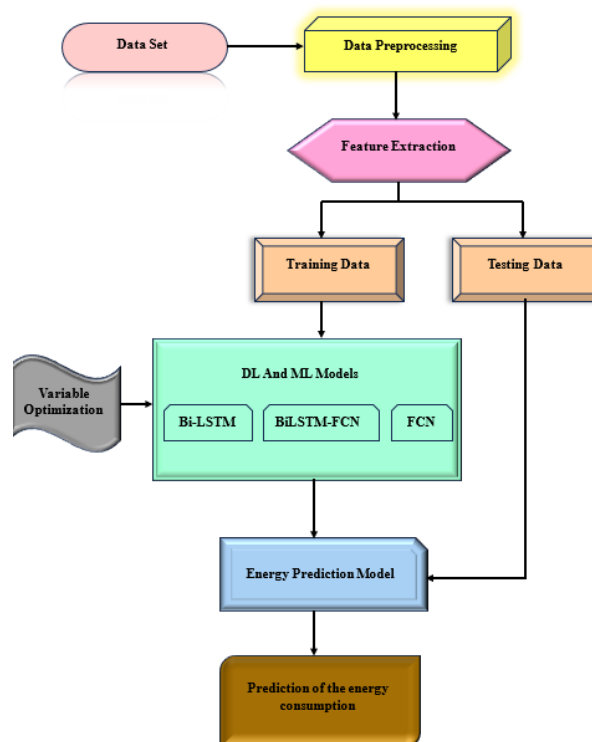 Data Set
Data Preprocessing
Feature Extraction
Training Data
Testing Data
DL And ML Models
Variable
Optimization
Bi-LSTM
BiLSTM-FCN
FCN
Energy Prediction Model
Prediction of the energy
consumption